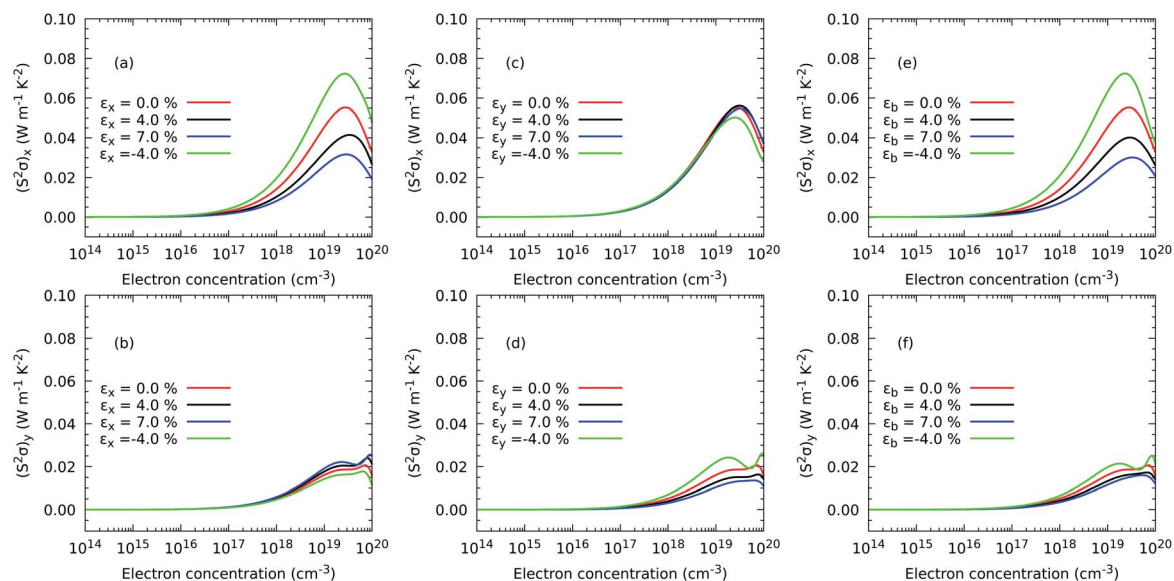 (a)
(S²σ)ₓ (W m⁻¹ K⁻²)
0.10
0.08
0.06
0.04
0.02
0.00
εₓ = 0.0 %
εₓ = 4.0 %
εₓ = 7.0 %
εₓ =-4.0 %
10¹⁴ 10¹⁵ 10¹⁶ 10¹⁷ 10¹⁸ 10¹⁹ 10²⁰
Electron concentration (cm⁻³)
(c)
(S²σ)ₓ (W m⁻¹ K⁻²)
0.10
0.08
0.06
0.04
0.02
0.00
ε_y = 0.0 %
ε_y = 4.0 %
ε_y = 7.0 %
ε_y =-4.0 %
10¹⁴ 10¹⁵ 10¹⁶ 10¹⁷ 10¹⁸ 10¹⁹ 10²⁰
Electron concentration (cm⁻³)
(e)
(S²σ)ₓ (W m⁻¹ K⁻²)
0.10
0.08
0.06
0.04
0.02
0.00
ε_b = 0.0 %
ε_b = 4.0 %
ε_b = 7.0 %
ε_b =-4.0 %
10¹⁴ 10¹⁵ 10¹⁶ 10¹⁷ 10¹⁸ 10¹⁹ 10²⁰
Electron concentration (cm⁻³)
(b)
(S²σ)_y (W m⁻¹ K⁻²)
0.10
0.08
0.06
0.04
0.02
0.00
εₓ = 0.0 %
εₓ = 4.0 %
εₓ = 7.0 %
εₓ =-4.0 %
10¹⁴ 10¹⁵ 10¹⁶ 10¹⁷ 10¹⁸ 10¹⁹ 10²⁰
Electron concentration (cm⁻³)
(d)
(S²σ)_y (W m⁻¹ K⁻²)
0.10
0.08
0.06
0.04
0.02
0.00
ε_y = 0.0 %
ε_y = 4.0 %
ε_y = 7.0 %
ε_y =-4.0 %
10¹⁴ 10¹⁵ 10¹⁶ 10¹⁷ 10¹⁸ 10¹⁹ 10²⁰
Electron concentration (cm⁻³)
(f)
(S²σ)_y (W m⁻¹ K⁻²)
0.10
0.08
0.06
0.04
0.02
0.00
ε_b = 0.0 %
ε_b = 4.0 %
ε_b = 7.0 %
ε_b =-4.0 %
10¹⁴ 10¹⁵ 10¹⁶ 10¹⁷ 10¹⁸ 10¹⁹ 10²⁰
Electron concentration (cm⁻³)